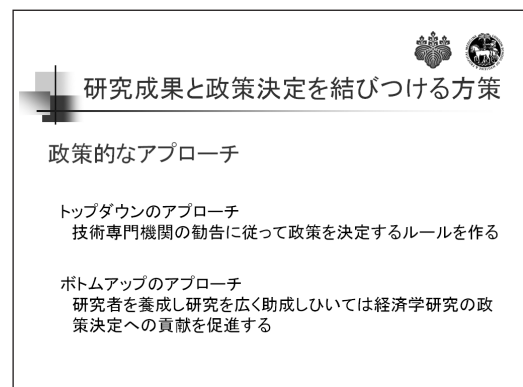 研究成果と政策決定を結びつける方策
政策的なアプローチ
トップダウンのアプローチ
技術専門機関の勧告に従って政策を決定するルールを作る
ボトムアップのアプローチ
研究者を養成し研究を広く助成しひいては経済学研究の政
策決定への貢献を促進する